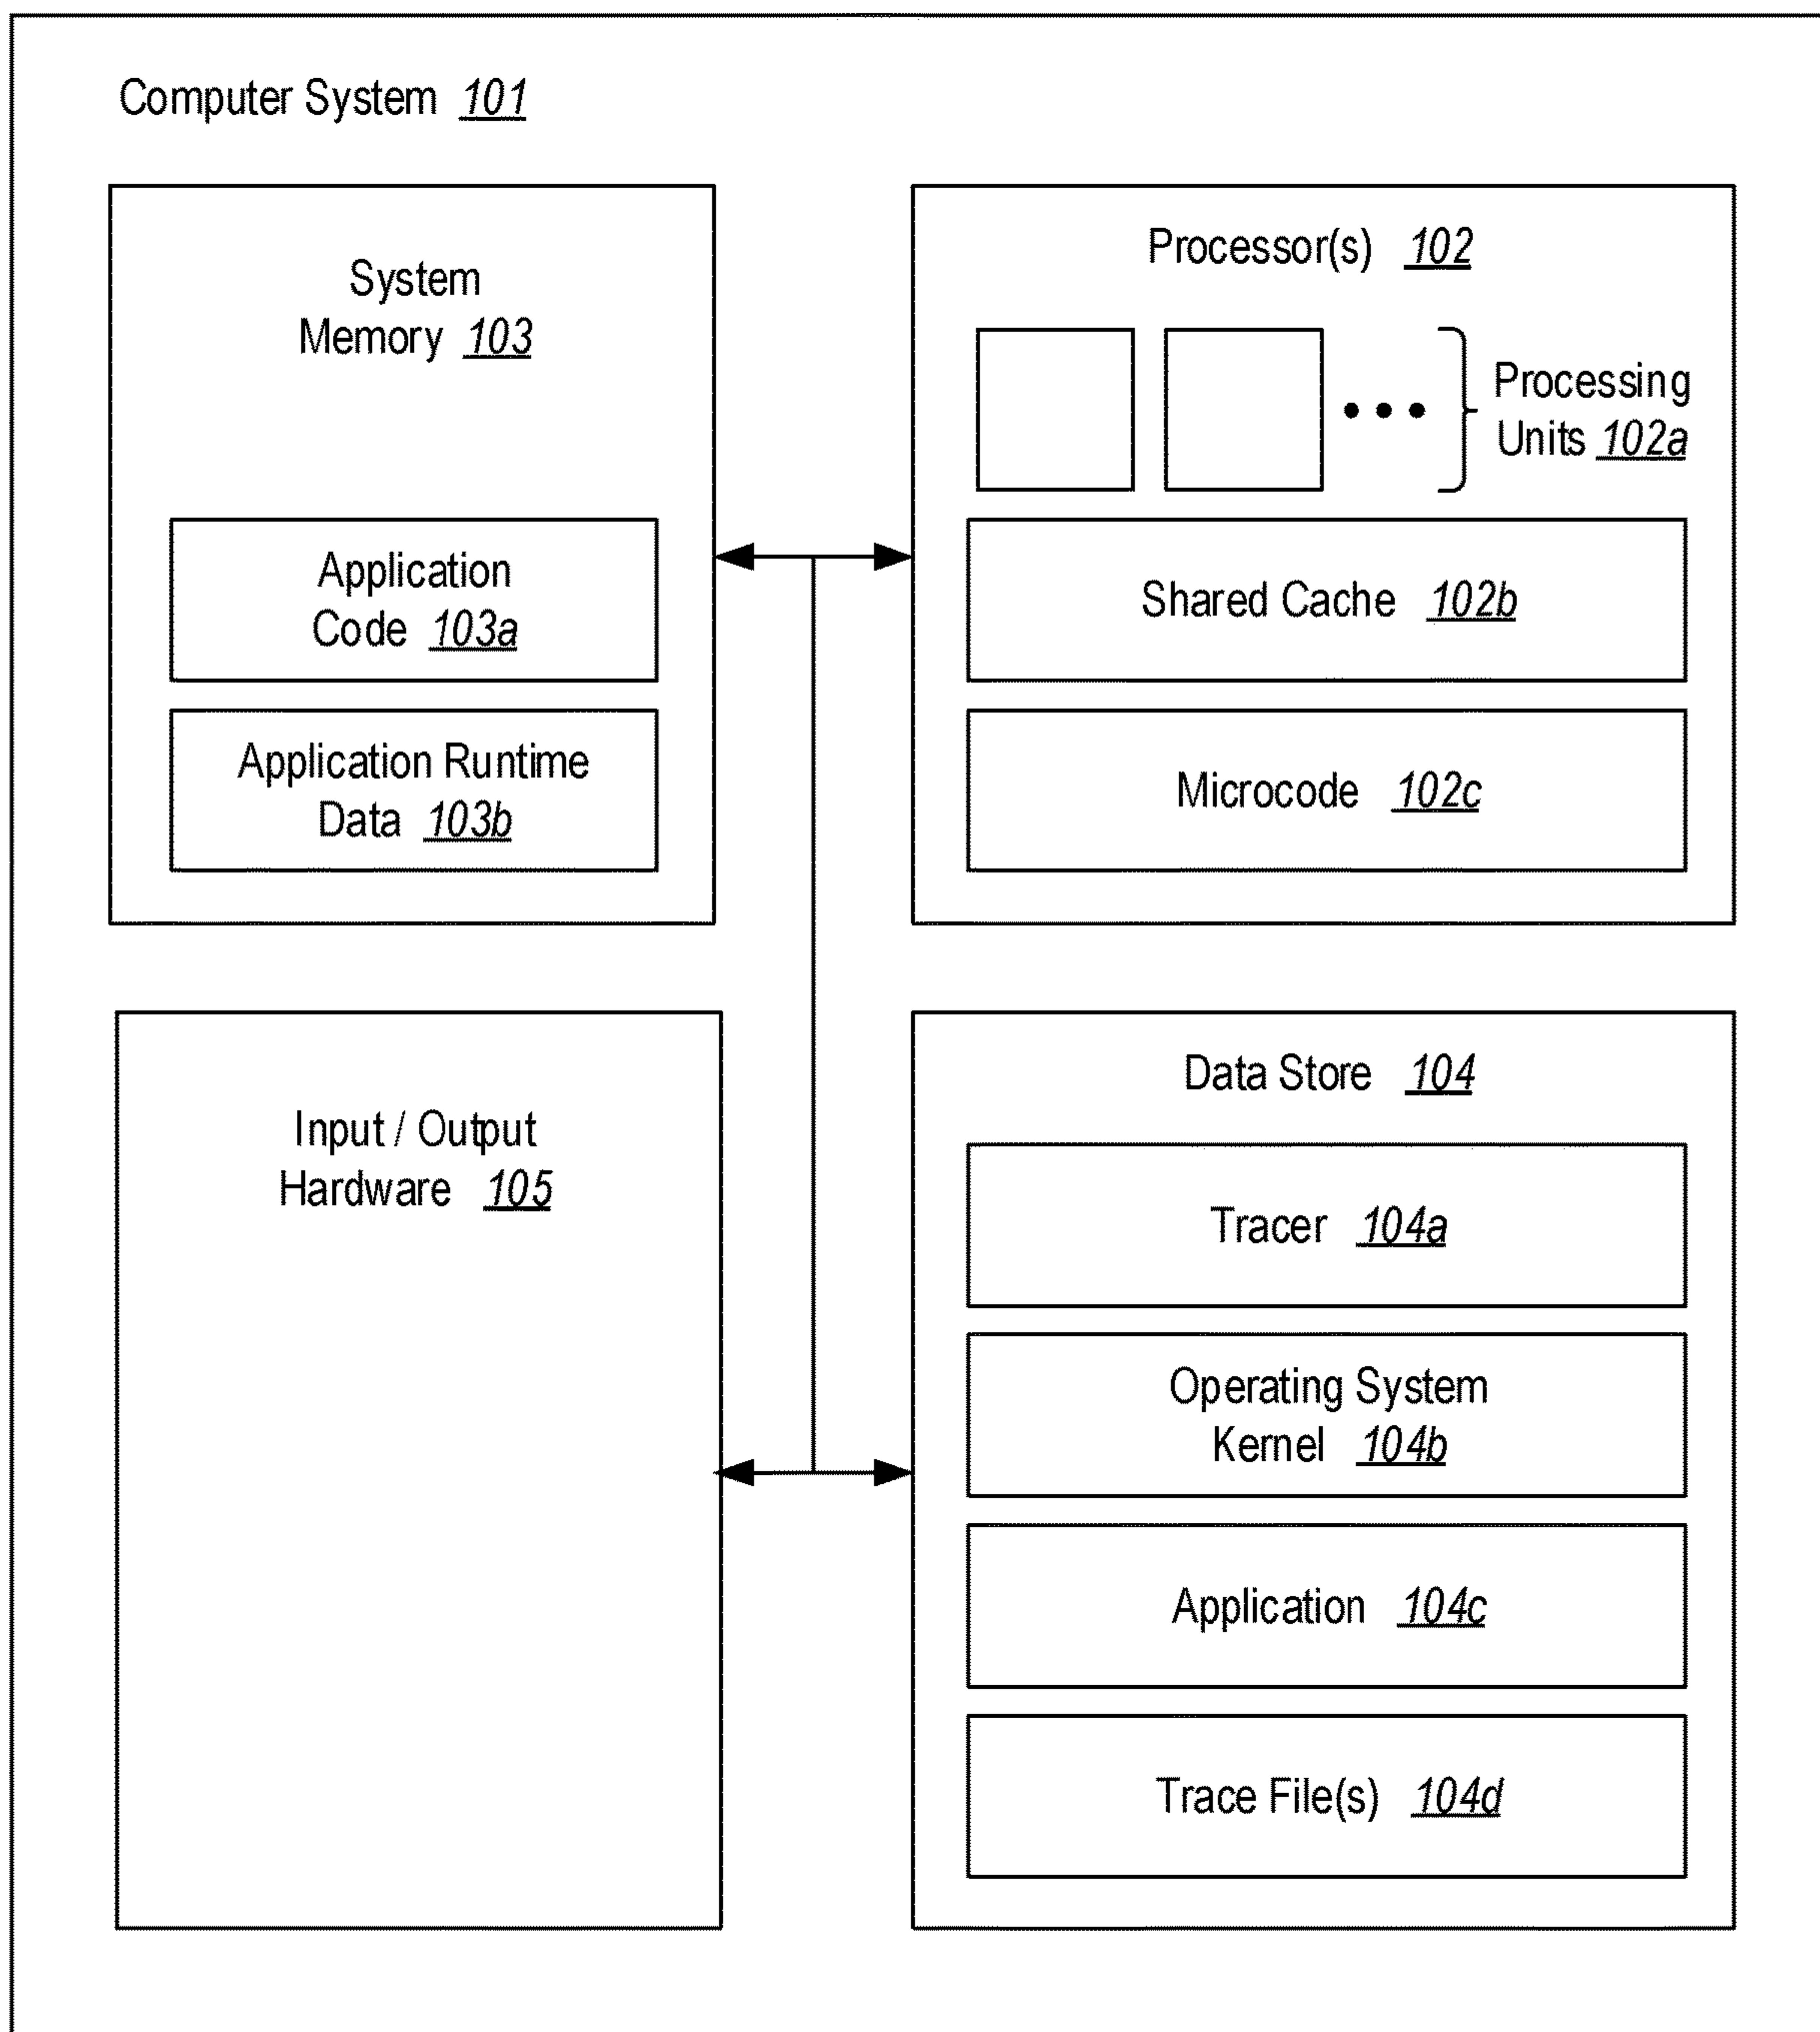 Computer System 101
System
Memory 103
Application
Code 103a
Application Runtime
Data 103b
Processor(s) 102
Processing
Units 102a
Shared Cache 102b
Microcode 102c
Input / Output
Hardware 105
Data Store 104
Tracer 104a
Operating System
Kernel 104b
Application 104c
Trace File(s) 104d